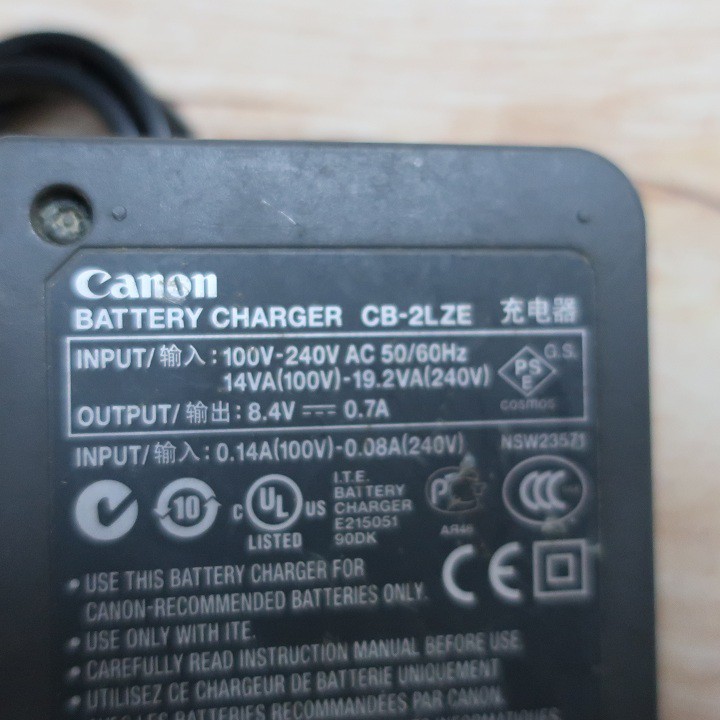 Canon
BATTERY CHARGER CB-2LZE 充电器
INPUT/输入：100V-240V AC 50/60Hz
14VA(100V)-19.2VA(240V)
OUTPUT/输出：8.4V ⎓ 0.7A
PS
E
G.S.
cosmos
INPUT/输入：0.14A(100V)-0.08A(240V) NSW23571
10
C UL US
LISTED
I.T.E.
BATTERY
CHARGER
E215051
90DK
AR46
CCC
CE
• USE THIS BATTERY CHARGER FOR
CANON-RECOMMENDED BATTERIES ONLY.
• USE ONLY WITH ITE.
• CAREFULLY READ INSTRUCTION MANUAL BEFORE USE.
• UTILISEZ CE CHARGEUR DE BATTERIE UNIQUEMENT
AVEC LES BATTERIES RECOMMANDÉES PAR CANON.